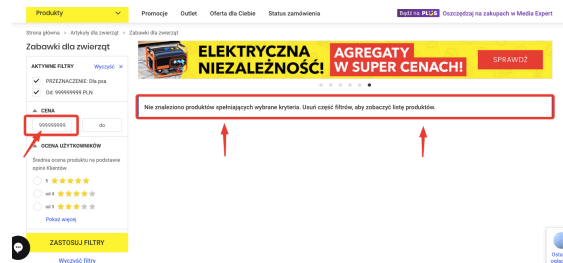 Produkty
Promocje Outlet Oferta dla Ciebie Status zamówienia
Bądź na PLUS Oszczędzaj na zakupach w Media Expert
Strona główna > Artykuły dla zwierząt > Zabawki dla zwierząt
Zabawki dla zwierząt
AKTYWNE FILTRY Wyczyść ×
PRZEZNACZENIE: Dla psa
Od: 999999999 PLN
CENA
999999999 do
OCENA UŻYTKOWNIKÓW
Średnia ocena produktu na podstawie
opinii Klientów.
5
od 4
od 3
Pokaż więcej
ZASTOSUJ FILTRY
Wyczyść filtry
ELEKTRYCZNA
NIEZALEŻNOŚĆ!
AGREGATY
W SUPER CENACH!
SPRAWDŹ
Nie znaleziono produktów spełniających wybrane kryteria. Usuń część filtrów, aby zobaczyć listę produktów.